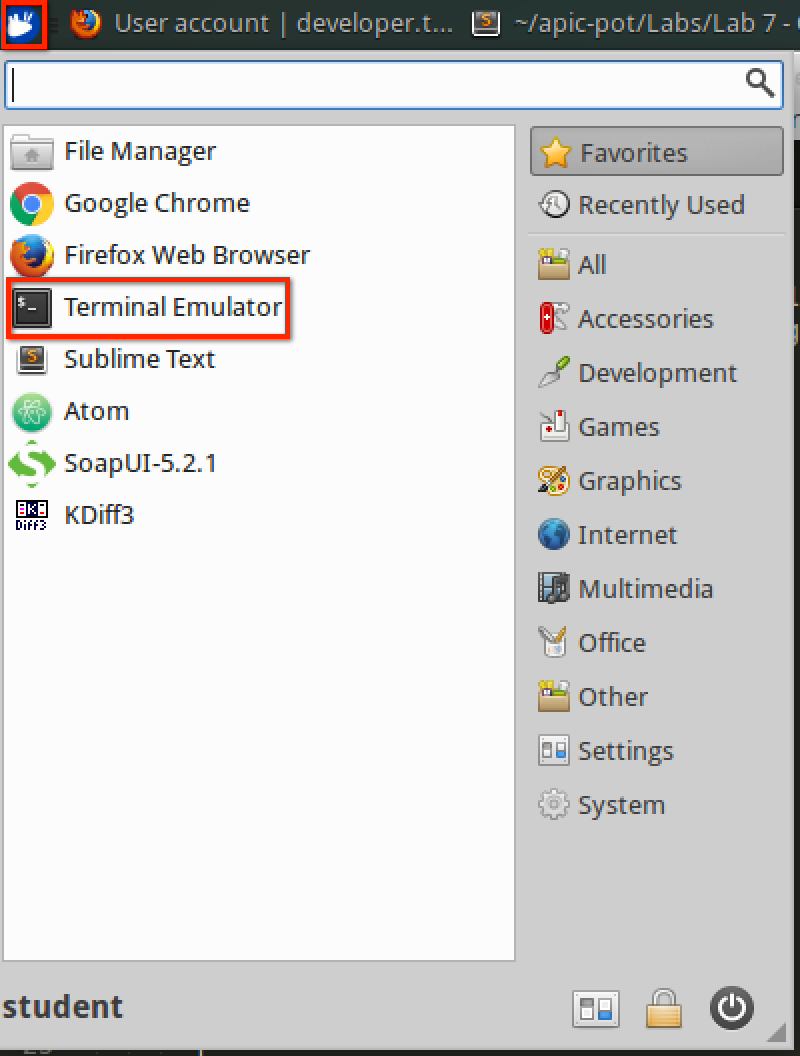 User account | developer.t... ~/apic-pot/Labs/Lab 7 -
File Manager
Google Chrome
Firefox Web Browser
Terminal Emulator
Sublime Text
Atom
SoapUI-5.2.1
KDiff3
Favorites
Recently Used
All
Accessories
Development
Games
Graphics
Internet
Multimedia
Office
Other
Settings
System
student